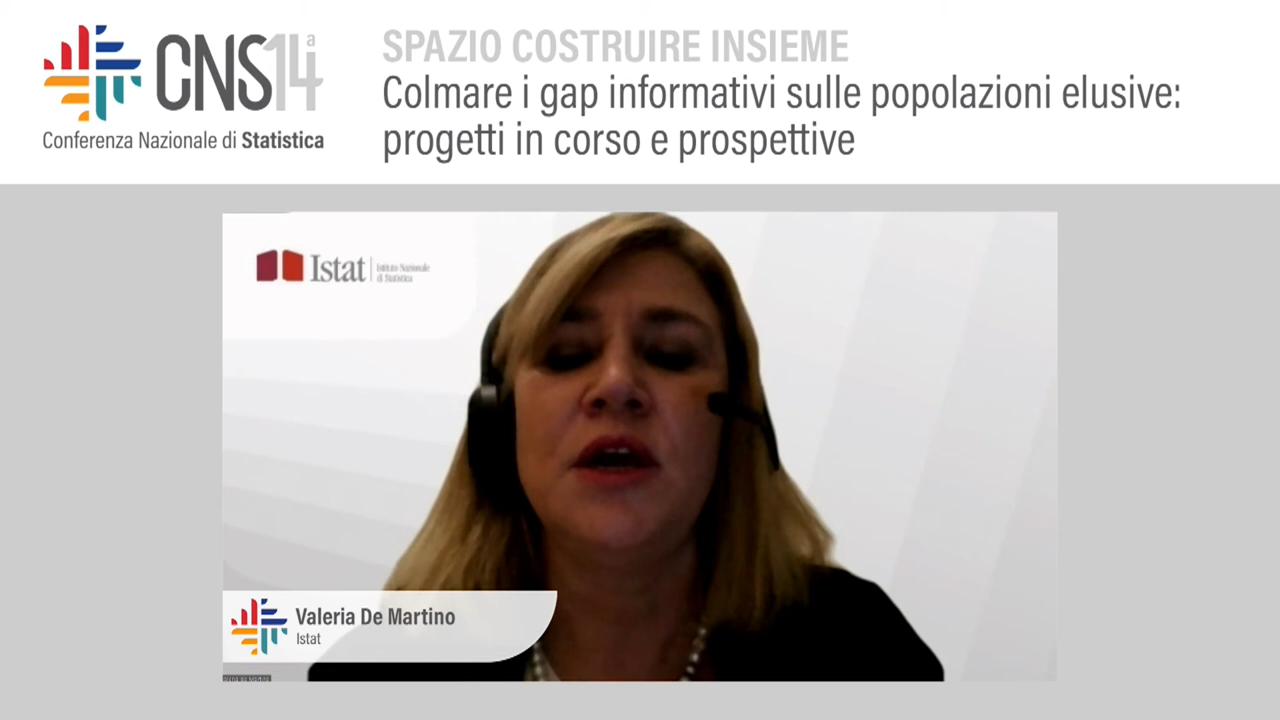 CNS14ª
Conferenza Nazionale di Statistica
SPAZIO COSTRUIRE INSIEME
Colmare i gap informativi sulle popolazioni elusive:
progetti in corso e prospettive
Istat
Istituto Nazionale
di Statistica
Valeria De Martino
Istat